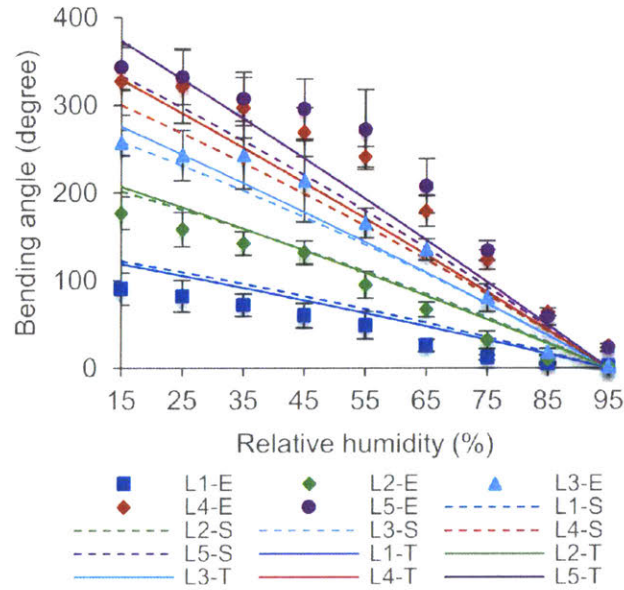 400
300
200
100
0
Bending angle (degree)
15 25 35 45 55 65 75 85 95
Relative humidity (%)
L1-E L2-E L3-E
L4-E L5-E L1-S
L2-S L3-S L4-S
L5-S L1-T L2-T
L3-T L4-T L5-T